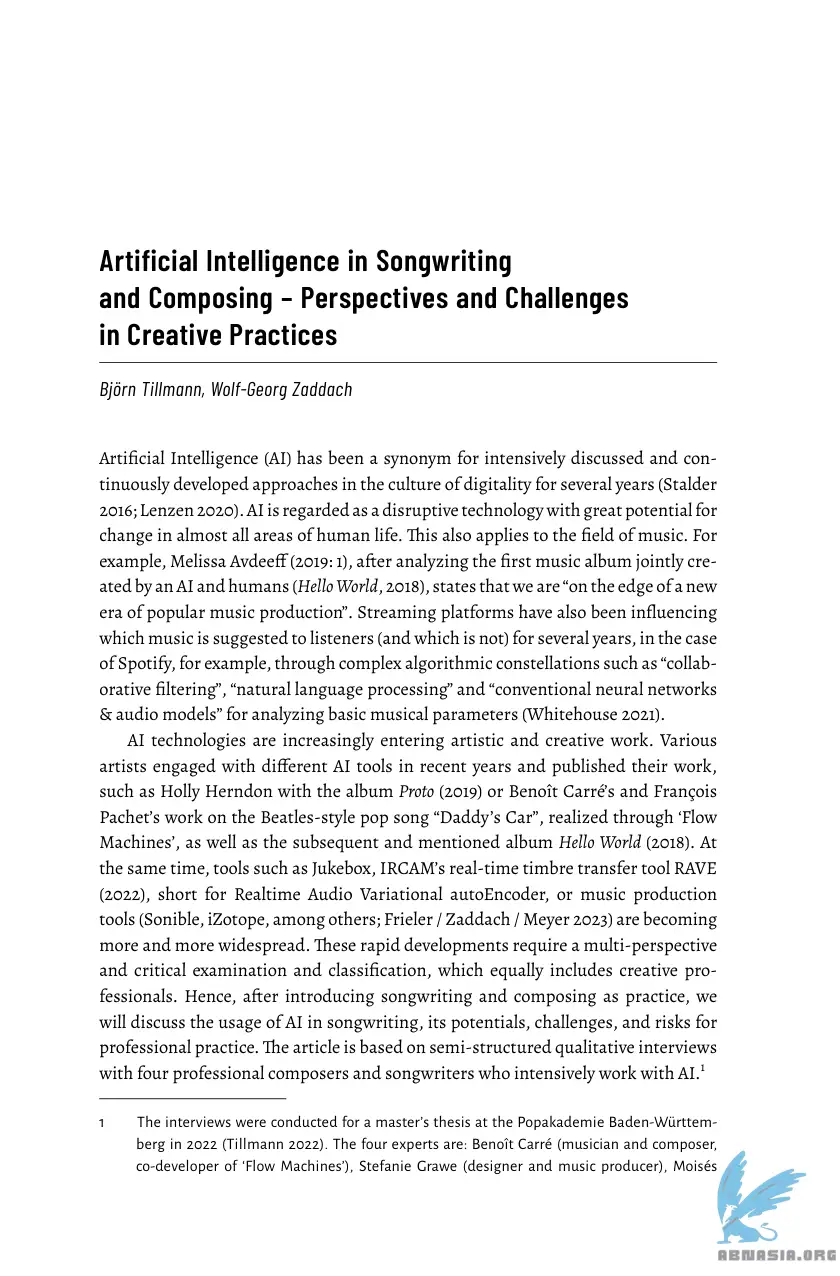 Artificial Intelligence in Songwriting
and Composing – Perspectives and Challenges
in Creative Practices
Björn Tillmann, Wolf-Georg Zaddach
Artificial Intelligence (AI) has been a synonym for intensively discussed and con-
tinuously developed approaches in the culture of digitality for several years (Stalder
2016; Lenzen 2020). AI is regarded as a disruptive technology with great potential for
change in almost all areas of human life. This also applies to the field of music. For
example, Melissa Avdeeff (2019: 1), after analyzing the first music album jointly cre-
ated by an AI and humans (Hello World, 2018), states that we are “on the edge of a new
era of popular music production”. Streaming platforms have also been influencing
which music is suggested to listeners (and which is not) for several years, in the case
of Spotify, for example, through complex algorithmic constellations such as “collab-
orative filtering”, “natural language processing” and “conventional neural networks
& audio models” for analyzing basic musical parameters (Whitehouse 2021).
AI technologies are increasingly entering artistic and creative work. Various
artists engaged with different AI tools in recent years and published their work,
such as Holly Herndon with the album Proto (2019) or Benoît Carré’s and François
Pachet’s work on the Beatles-style pop song “Daddy’s Car”, realized through ‘Flow
Machines’, as well as the subsequent and mentioned album Hello World (2018). At
the same time, tools such as Jukebox, IRCAM’s real-time timbre transfer tool RAVE
(2022), short for Realtime Audio Variational autoEncoder, or music production
tools (Sonible, iZotope, among others; Frieler / Zaddach / Meyer 2023) are becoming
more and more widespread. These rapid developments require a multi-perspective
and critical examination and classification, which equally includes creative pro-
fessionals. Hence, after introducing songwriting and composing as practice, we
will discuss the usage of AI in songwriting, its potentials, challenges, and risks for
professional practice. The article is based on semi-structured qualitative interviews
with four professional composers and songwriters who intensively work with AI.1
1 The interviews were conducted for a master’s thesis at the Popakademie Baden-Württem-
berg in 2022 (Tillmann 2022). The four experts are: Benoît Carré (musician and composer,
co-developer of ‘Flow Machines’), Stefanie Grawe (designer and music producer), Moisés
ABNASIA.ORG